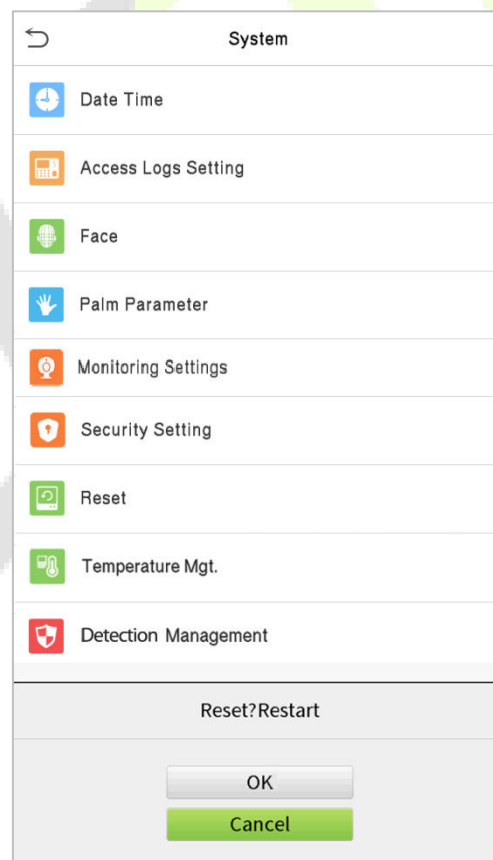 System
Date Time
Access Logs Setting
Face
Palm Parameter
Monitoring Settings
Security Setting
Reset
Temperature Mgt.
Detection Management
Reset?Restart
OK
Cancel